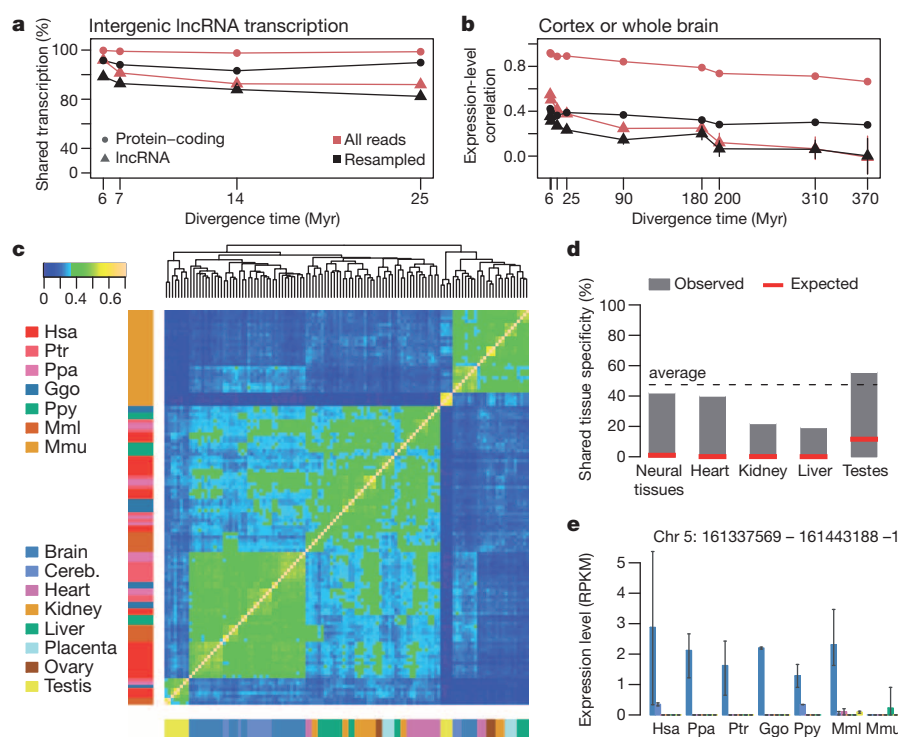 a Intergenic lncRNA transcription
Shared transcription (%)
100
80
40
0
Protein–coding
lncRNA
All reads
Resampled
6 7 14 25
Divergence time (Myr)
b Cortex or whole brain
Expression-level
correlation
0.8
0.4
0.0
6 25 90 180 200 310 370
Divergence time (Myr)
c
0 0.4 0.6
Hsa
Ptr
Ppa
Ggo
Ppy
Mml
Mmu
Brain
Cereb.
Heart
Kidney
Liver
Placenta
Ovary
Testis
d
Observed Expected
Shared tissue specificity (%)
100
80
60
40
20
0
average
Neural
tissues
Heart
Kidney
Liver
Testes
e
Chr 5: 161337569 – 161443188 –1
Expression level (RPKM)
5
4
3
2
1
0
Hsa Ppa Ptr Ggo Ppy Mml Mmu